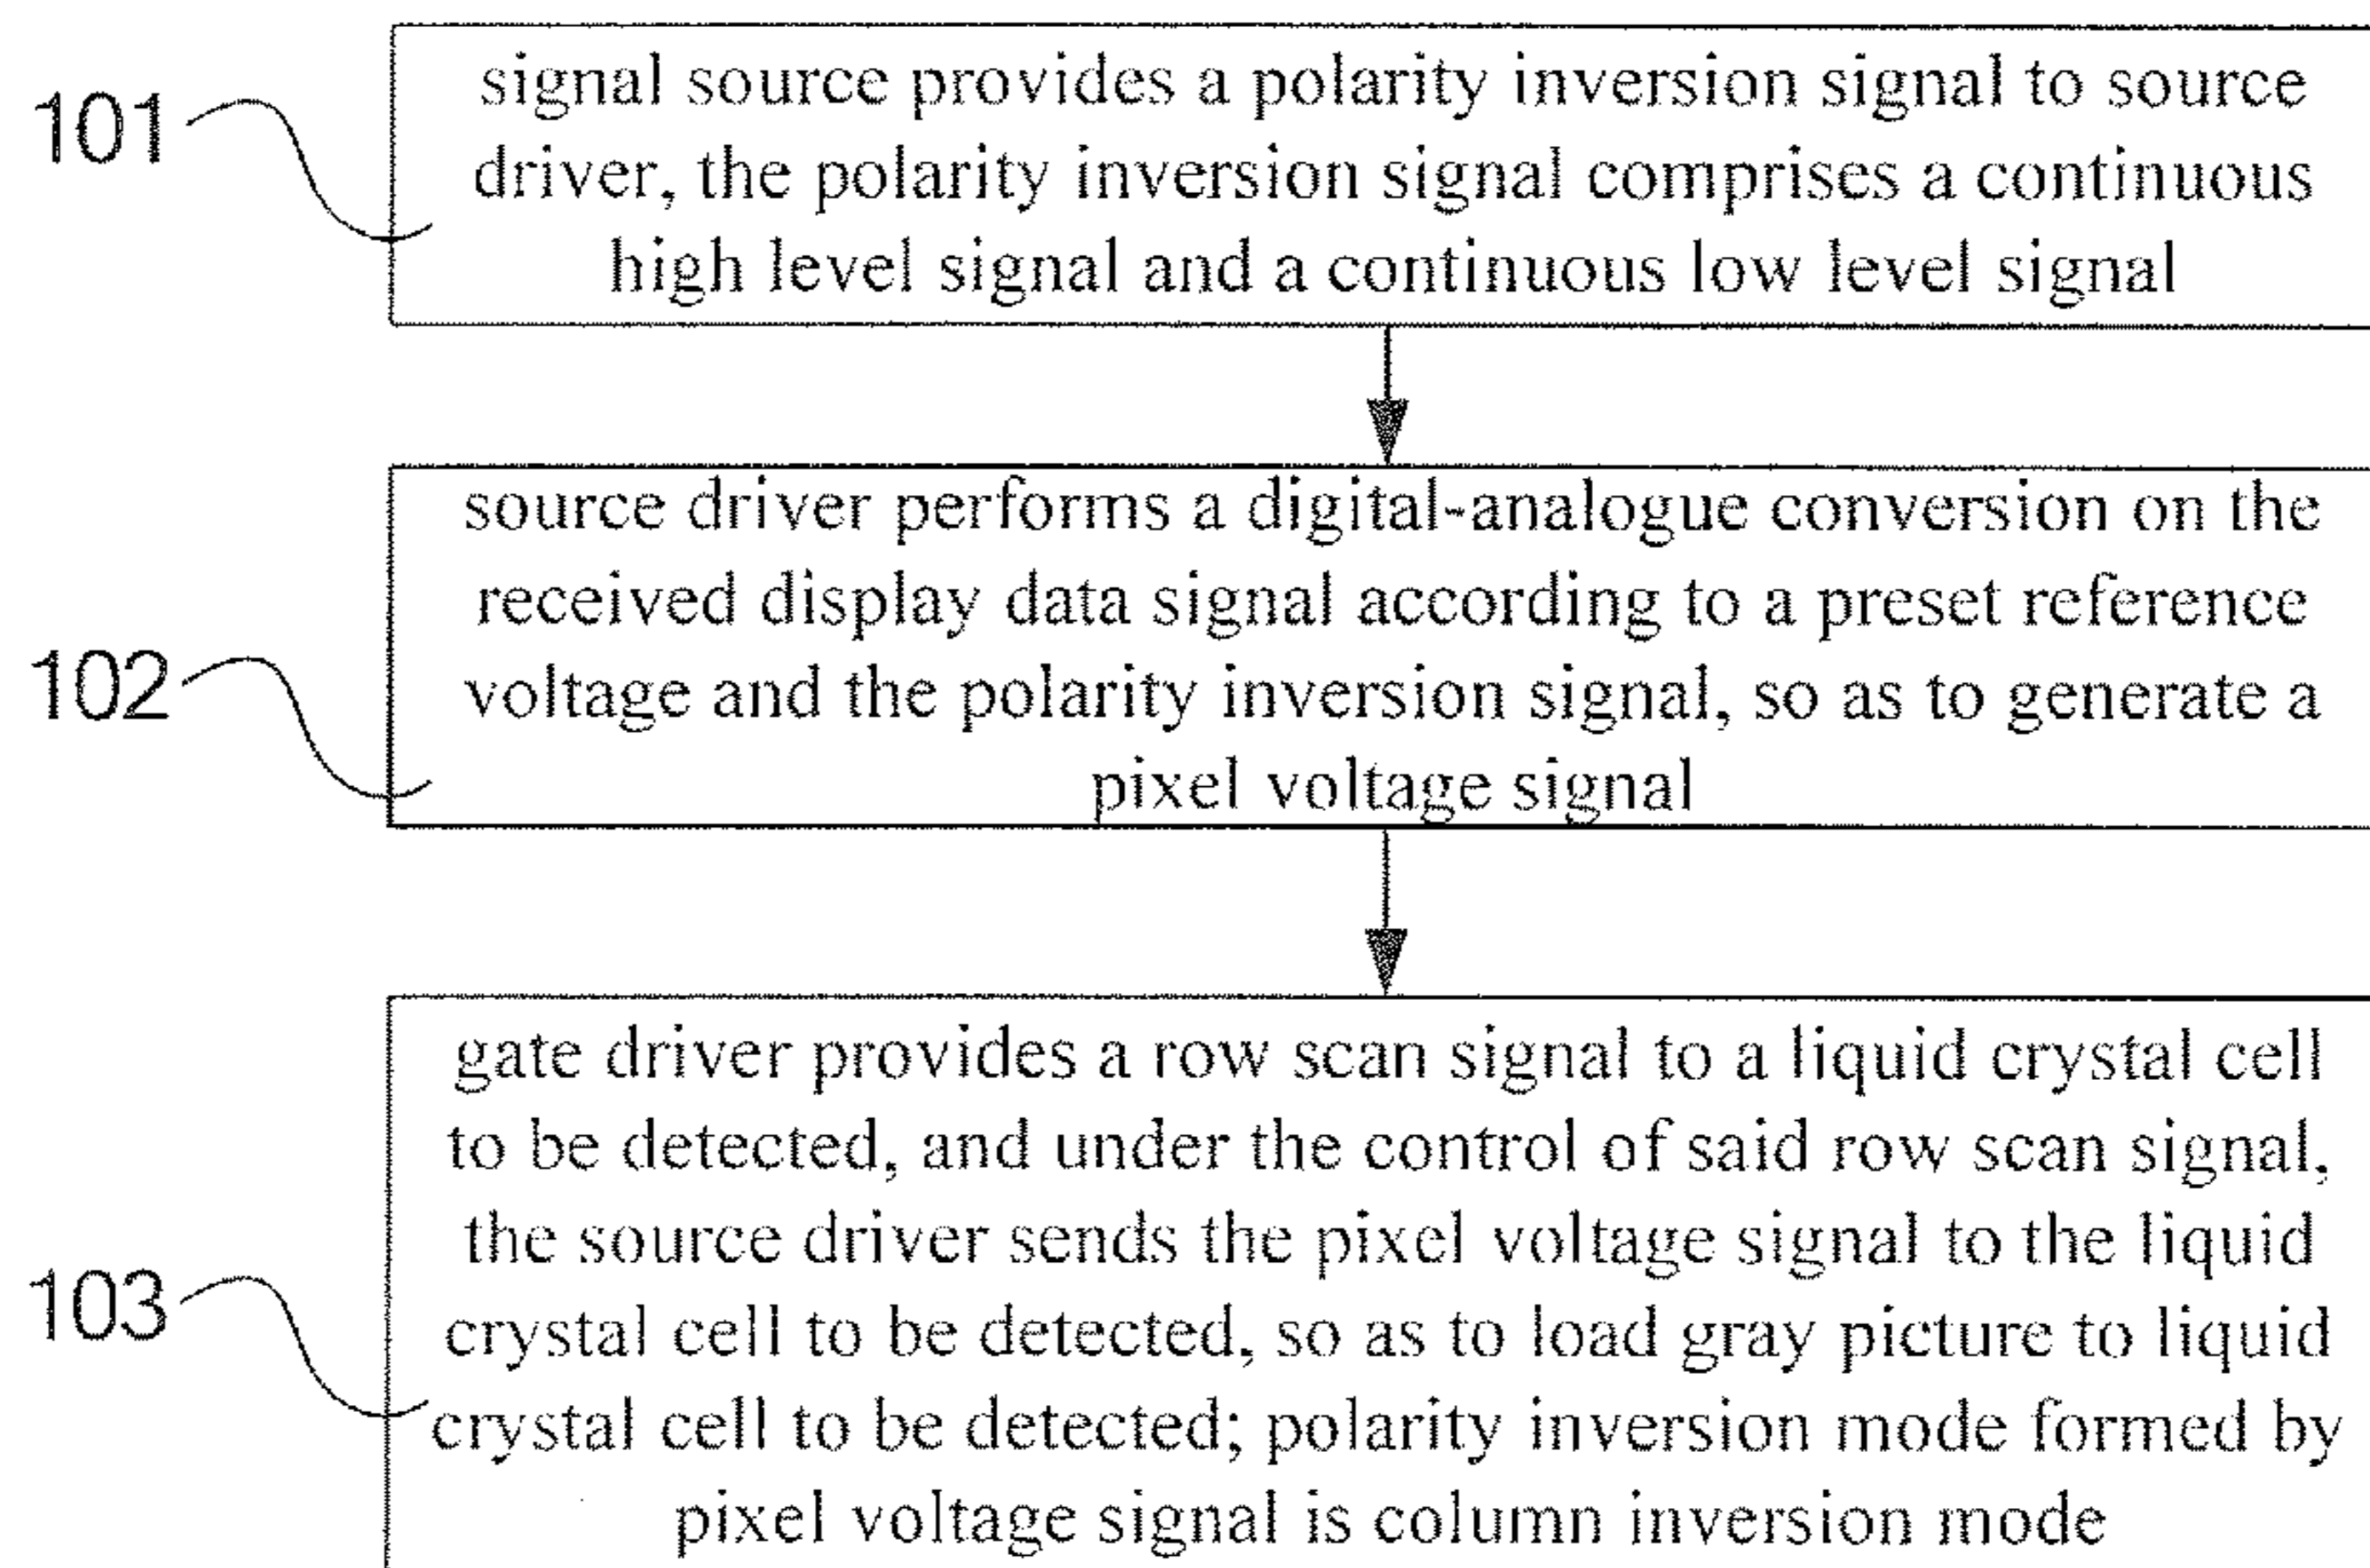 101
signal source provides a polarity inversion signal to source
driver, the polarity inversion signal comprises a continuous
high level signal and a continuous low level signal
102
source driver performs a digital-analogue conversion on the
received display data signal according to a preset reference
voltage and the polarity inversion signal, so as to generate a
pixel voltage signal
103
gate driver provides a row scan signal to a liquid crystal cell
to be detected, and under the control of said row scan signal,
the source driver sends the pixel voltage signal to the liquid
crystal cell to be detected, so as to load gray picture to liquid
crystal cell to be detected; polarity inversion mode formed by
pixel voltage signal is column inversion mode